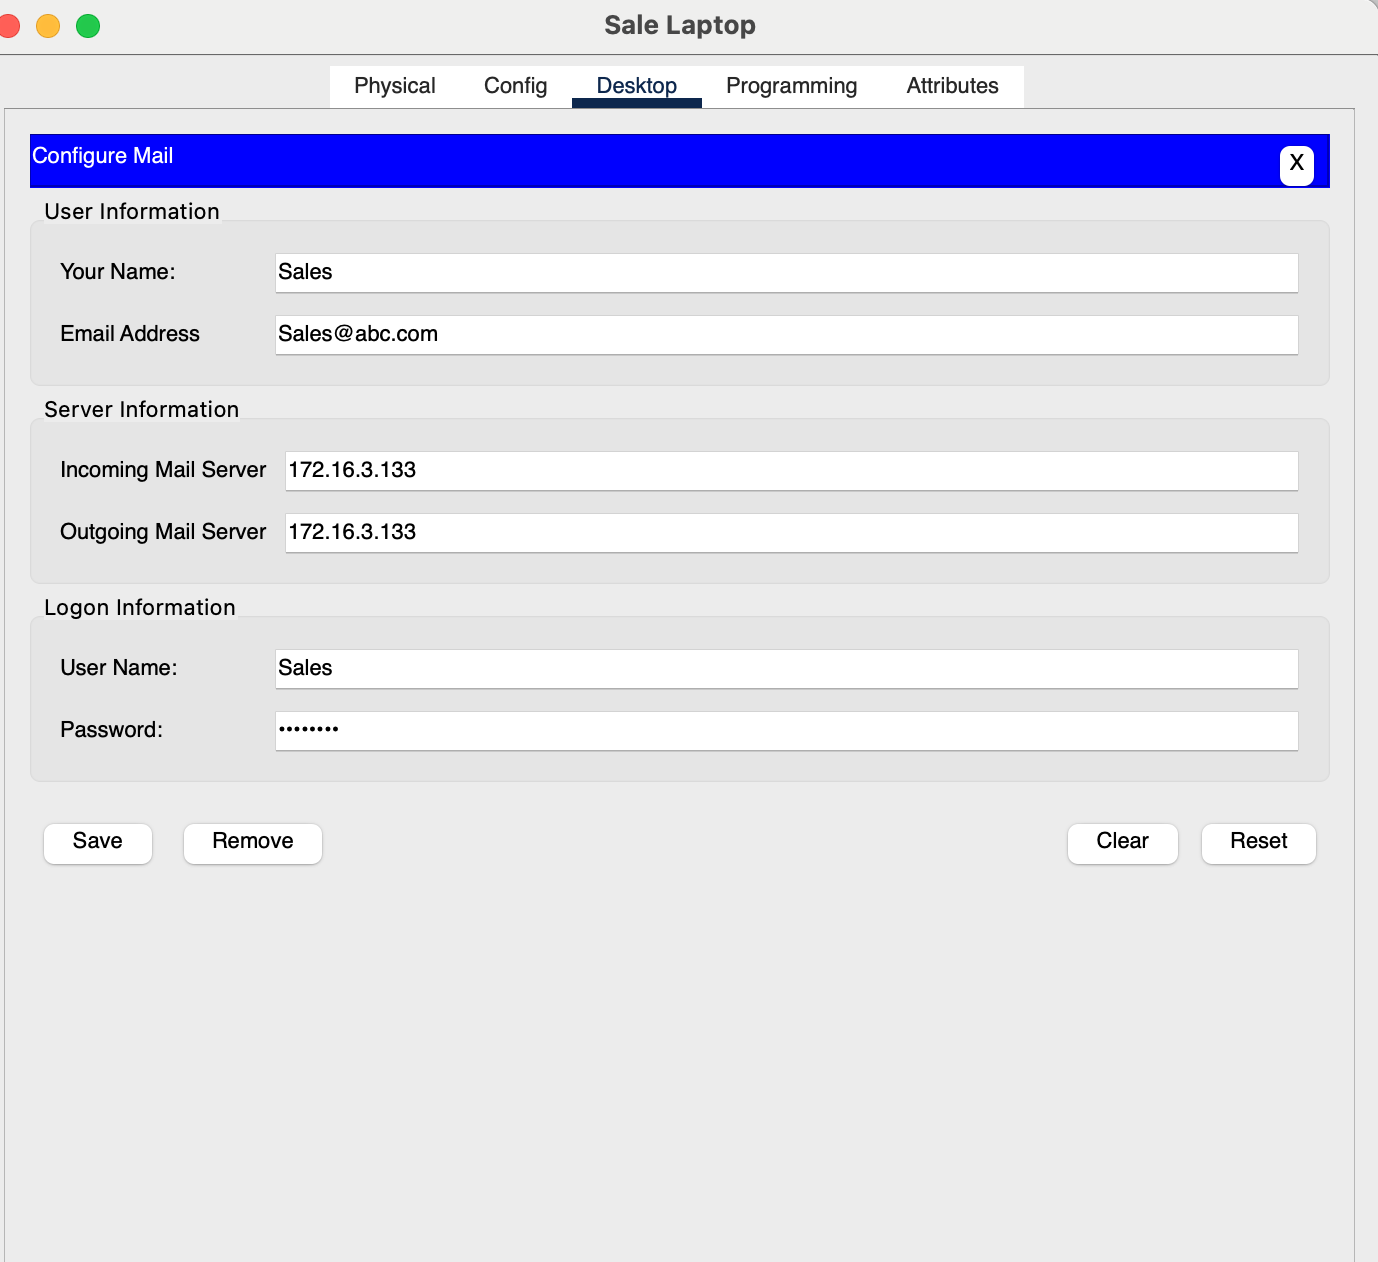 Sale Laptop
Physical Config Desktop Programming Attributes
Configure Mail
X
User Information
Your Name: Sales
Email Address Sales@abc.com
Server Information
Incoming Mail Server 172.16.3.133
Outgoing Mail Server 172.16.3.133
Logon Information
User Name: Sales
Password: ••••••••
Save Remove Clear Reset